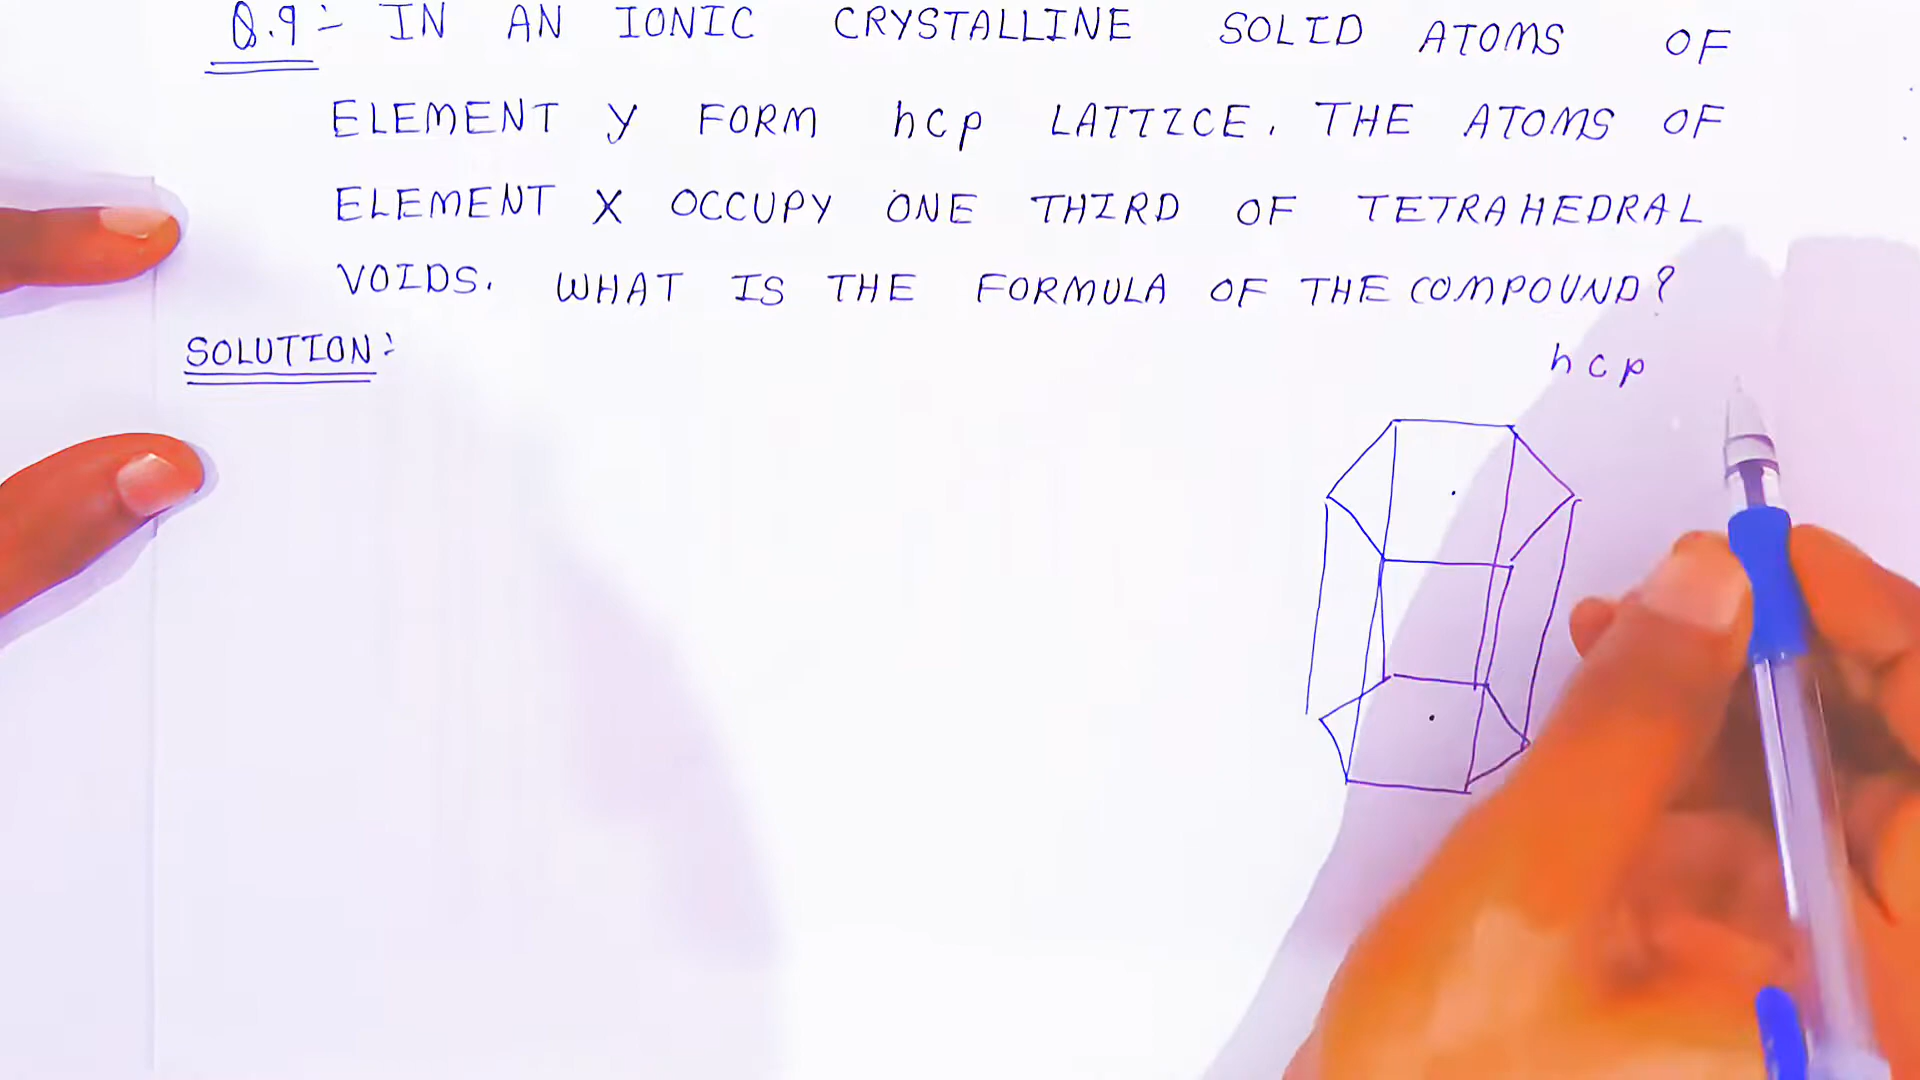 Q.9:- IN AN IONIC CRYSTALLINE SOLID ATOMS OF
ELEMENT Y FORM hcp LATTICE. THE ATOMS OF
ELEMENT X OCCUPY ONE THIRD OF TETRAHEDRAL
VOIDS. WHAT IS THE FORMULA OF THE COMPOUND?
SOLUTION:-
hcp